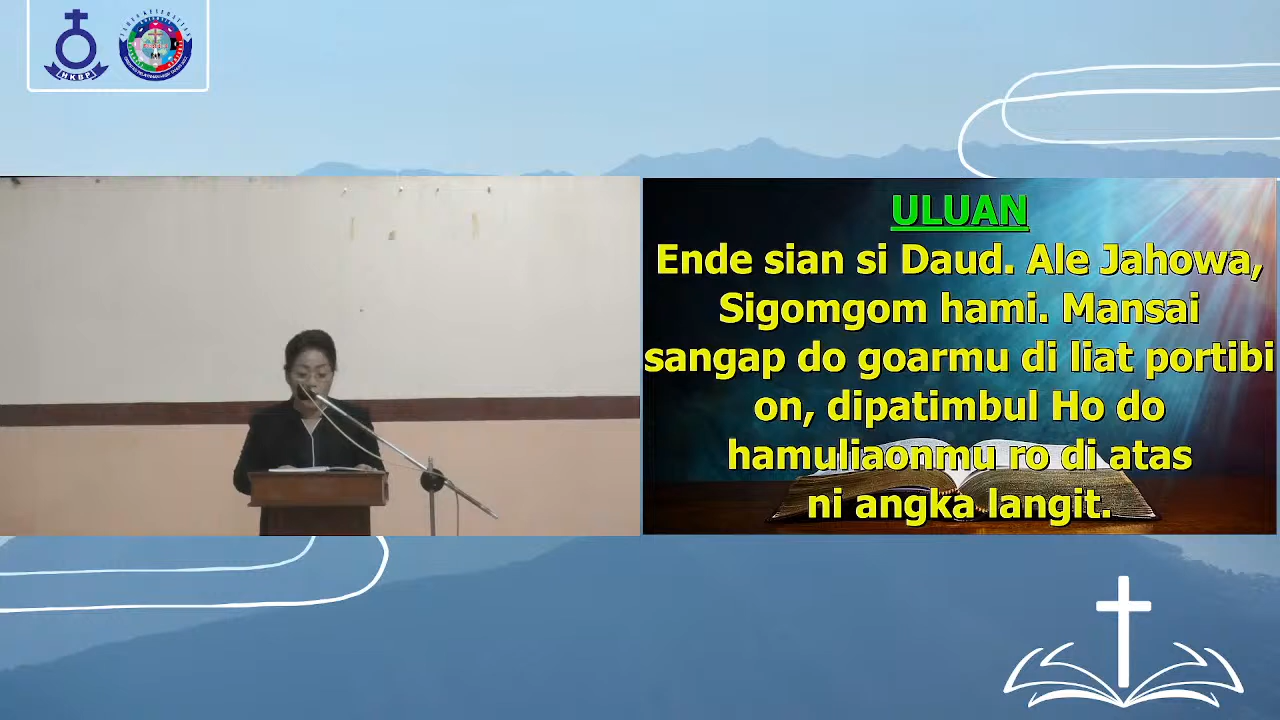 HKBP
ULUAN
Ende sian si Daud. Ale Jahowa,
Sigomgom hami. Mansai
sangap do goarmu di liat portibi
on, dipatimbul Ho do
hamuliaonmu ro di atas
ni angka langit.